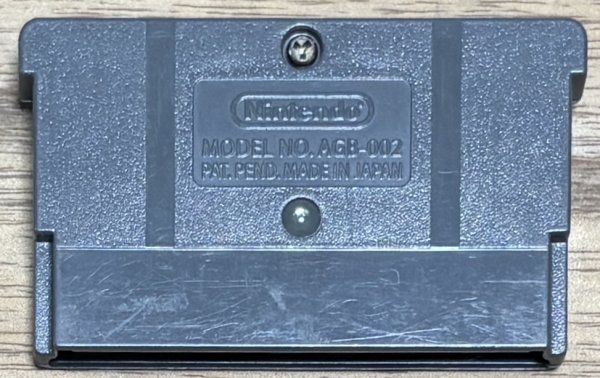 Nintendo
MODEL NO. AGB-002
PAT. PEND. MADE IN JAPAN